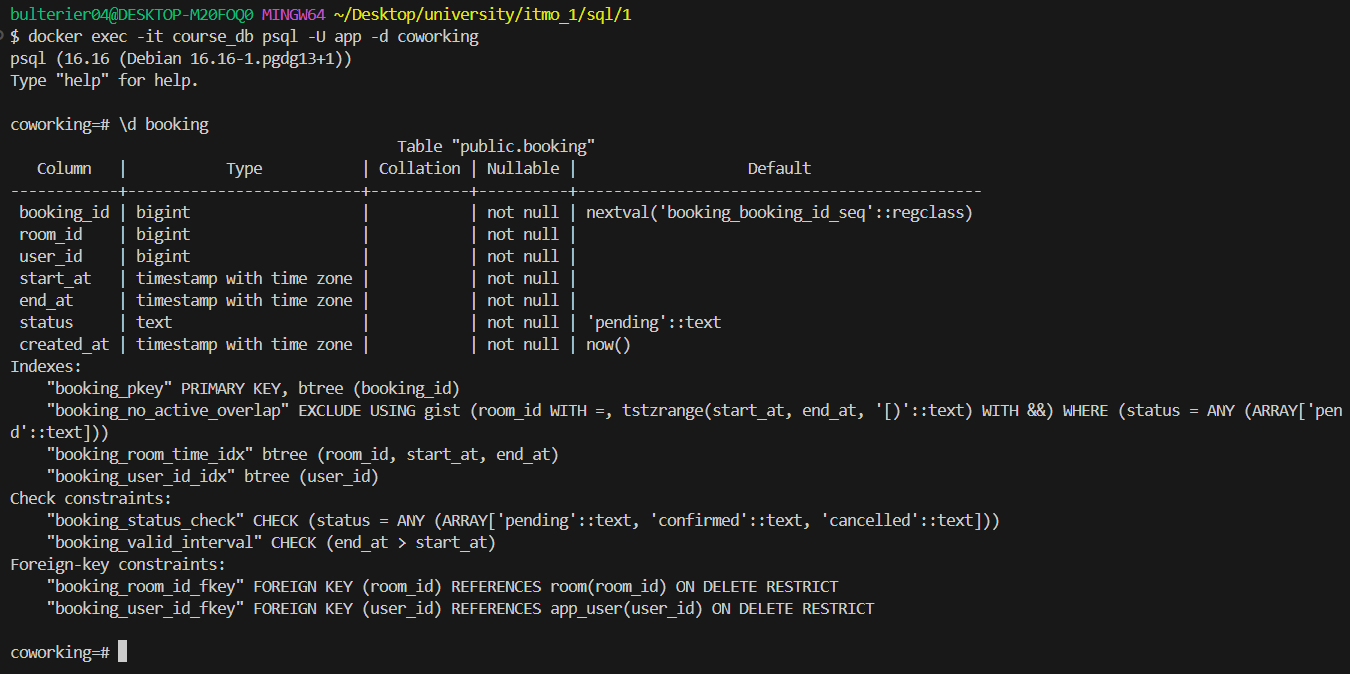 bulterier04@DESKTOP-M20FOQ0 MINGW64 ~/Desktop/university/itmo_1/sql/1
$ docker exec -it course_db psql -U app -d coworking
psql (16.16 (Debian 16.16-1.pgdg13+1))
Type "help" for help.

coworking=# \d booking
                                           Table "public.booking"
   Column   |           Type           | Collation | Nullable |                   Default
------------+--------------------------+-----------+----------+---------------------------------------------
 booking_id | bigint                   |           | not null | nextval('booking_booking_id_seq'::regclass)
 room_id    | bigint                   |           | not null |
 user_id    | bigint                   |           | not null |
 start_at   | timestamp with time zone |           | not null |
 end_at     | timestamp with time zone |           | not null |
 status     | text                     |           | not null | 'pending'::text
 created_at | timestamp with time zone |           | not null | now()
Indexes:
    "booking_pkey" PRIMARY KEY, btree (booking_id)
    "booking_no_active_overlap" EXCLUDE USING gist (room_id WITH =, tstzrange(start_at, end_at, '[)'::text) WITH &&) WHERE (status = ANY (ARRAY['pen
d'::text]))
    "booking_room_time_idx" btree (room_id, start_at, end_at)
    "booking_user_id_idx" btree (user_id)
Check constraints:
    "booking_status_check" CHECK (status = ANY (ARRAY['pending'::text, 'confirmed'::text, 'cancelled'::text]))
    "booking_valid_interval" CHECK (end_at > start_at)
Foreign-key constraints:
    "booking_room_id_fkey" FOREIGN KEY (room_id) REFERENCES room(room_id) ON DELETE RESTRICT
    "booking_user_id_fkey" FOREIGN KEY (user_id) REFERENCES app_user(user_id) ON DELETE RESTRICT

coworking=#